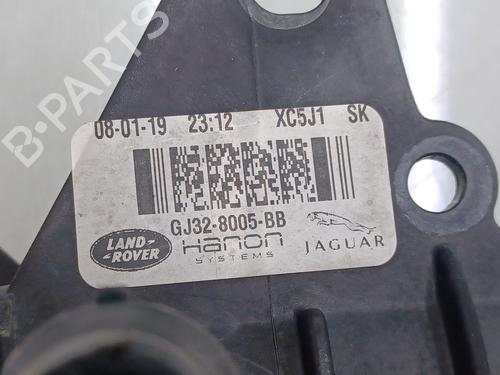 B-PARTS
08-01-19 23:12 XC5J1 SK
GJ32-8005-BB
LAND-
ROVER
Hanon
SYSTEMS
JAGUAR